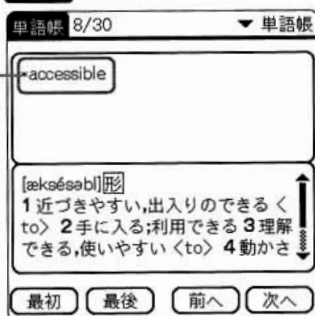 単語帳 8/30 ▼ 単語帳
accessible
[æksésəbl]形
1 近づきやすい,出入りのできる〈
to〉 2 手に入る;利用できる 3 理解
できる,使いやすい〈to〉 4 動かさ
最初 最後 前へ 次へ